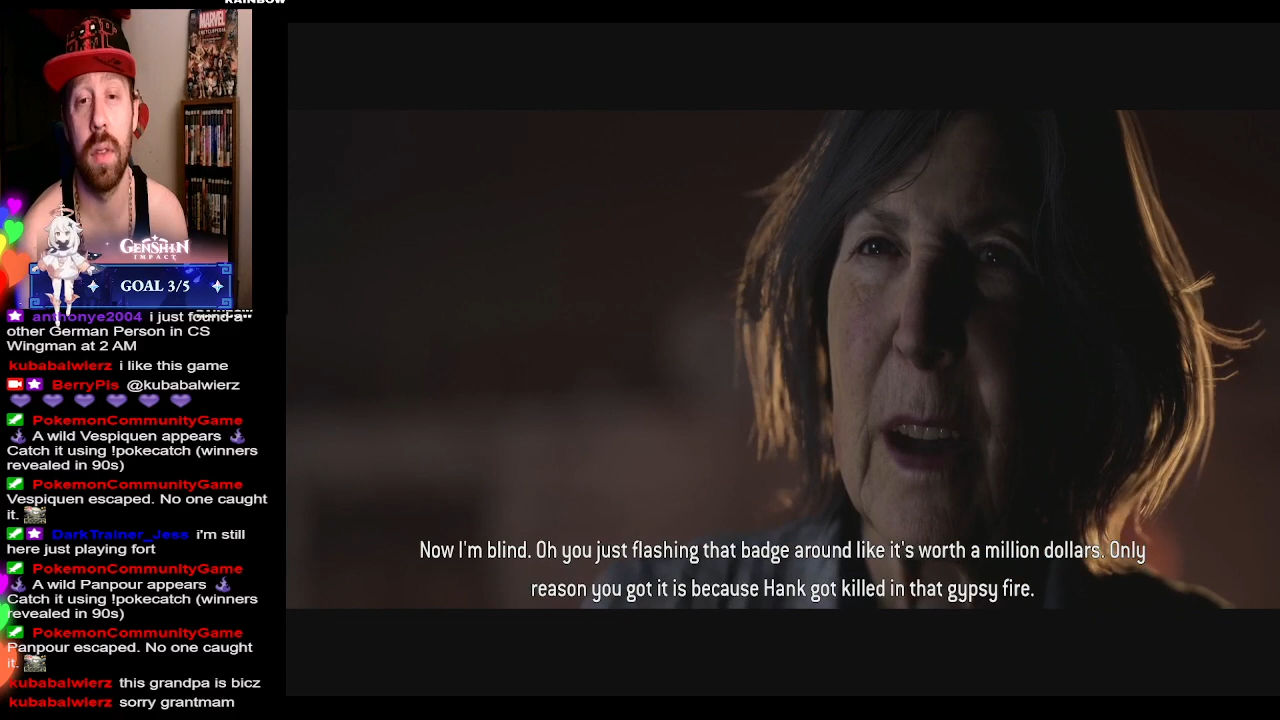 RAINBOW
MARVEL
ENCYCLOPEDIA
GENSHIN
IMPACT
GOAL 3/5
anthonye2004 i just found a
other German Person in CS
Wingman at 2 AM
kubabalwierz i like this game
BerryPis @kubabalwierz
PokemonCommunityGame
A wild Vespiquen appears
Catch it using !pokecatch (winners
revealed in 90s)
PokemonCommunityGame
Vespiquen escaped. No one caught
it.
DarkTrainer_Jess i'm still
here just playing fort
PokemonCommunityGame
A wild Panpour appears
Catch it using !pokecatch (winners
revealed in 90s)
PokemonCommunityGame
Panpour escaped. No one caught
it.
kubabalwierz this grandpa is bicz
kubabalwierz sorry grantmam
Now I'm blind. Oh you just flashing that badge around like it's worth a million dollars. Only
reason you got it is because Hank got killed in that gypsy fire.